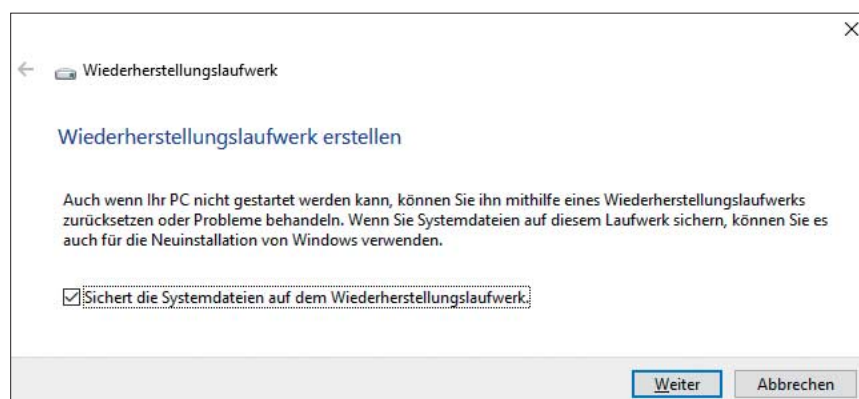 Wiederherstellungslaufwerk
Wiederherstellungslaufwerk erstellen
Auch wenn Ihr PC nicht gestartet werden kann, können Sie ihn mithilfe eines Wiederherstellungslaufwerks
zurücksetzen oder Probleme behandeln. Wenn Sie Systemdateien auf diesem Laufwerk sichern, können Sie es
auch für die Neuinstallation von Windows verwenden.
Sichert die Systemdateien auf dem Wiederherstellungslaufwerk.
Weiter Abbrechen